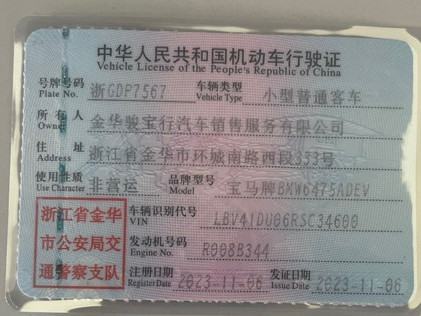 中华人民共和国机动车行驶证
Vehicle License of the People's Republic of China
号牌号码 浙GDP7567 车辆类型 小型普通客车
Plate No. Vehicle Type
所有人 金华骏宝行汽车销售服务有限公司
Owner
住址 浙江省金华市环城南路西段333号
Address
使用性质 非营运 品牌型号 宝马牌BMW6475ADEV
Use Character Model
浙江省金华 车辆识别代号 LBV41DU06RSC34600
市公安局交 VIN
发动机号码 R008B344
通警察支队 Engine No.
注册日期 2023-11-06 发证日期 2023-11-06
Register Date Issue Date